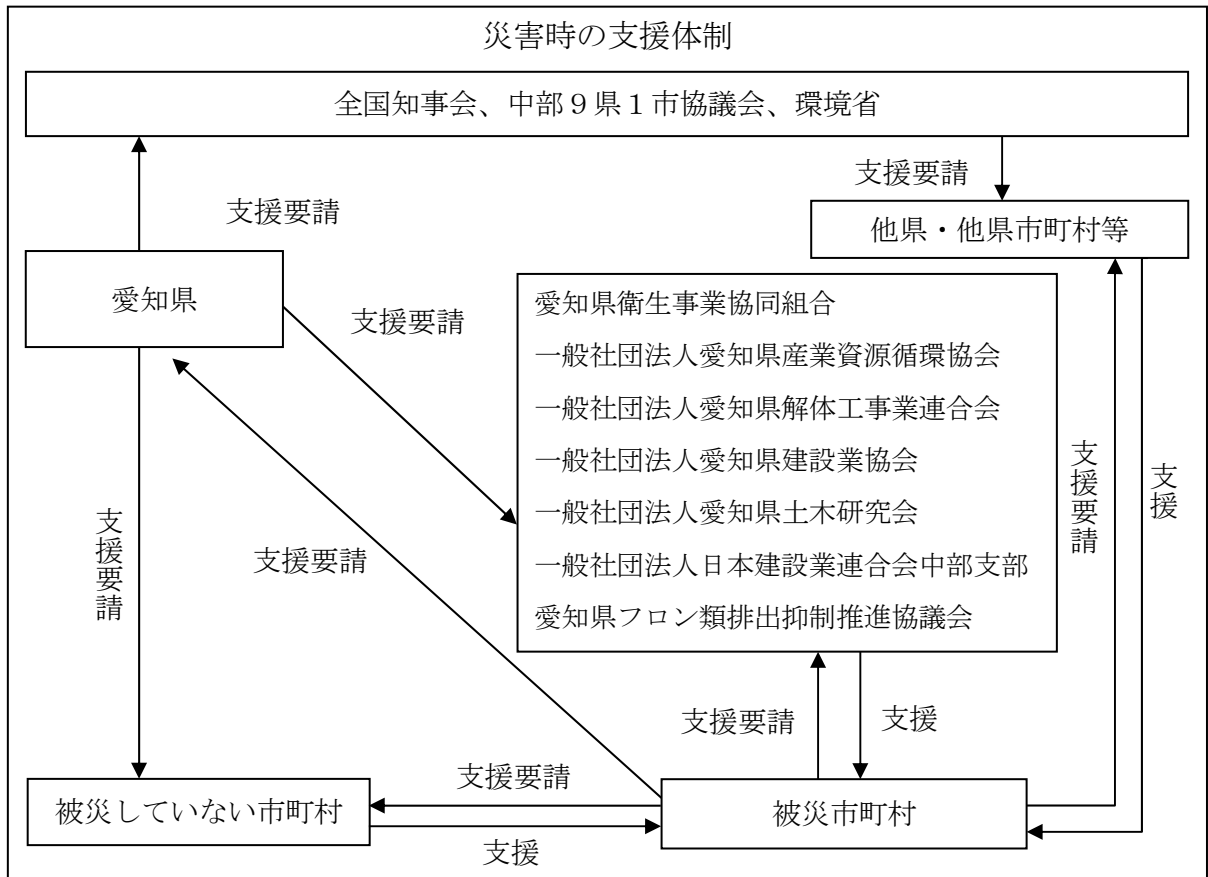 災害時の支援体制
全国知事会、中部９県１市協議会、環境省
支援要請
支援要請
他県・他県市町村等
愛知県
支援要請
愛知県衛生事業協同組合
一般社団法人愛知県産業資源循環協会
一般社団法人愛知県解体工事業連合会
一般社団法人愛知県建設業協会
一般社団法人愛知県土木研究会
一般社団法人日本建設業連合会中部支部
愛知県フロン類排出抑制推進協議会
支援要請
支援
支援要請
支援要請
支援要請
支援
支援要請
被災していない市町村
被災市町村
支援